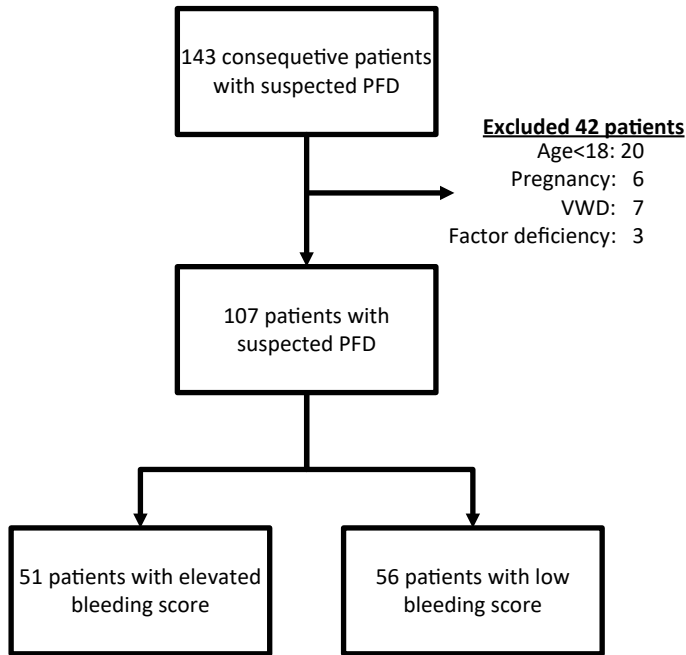 143 consequetive patients
with suspected PFD
Excluded 42 patients
Age<18: 20
Pregnancy: 6
VWD: 7
Factor deficiency: 3
107 patients with
suspected PFD
51 patients with elevated
bleeding score
56 patients with low
bleeding score